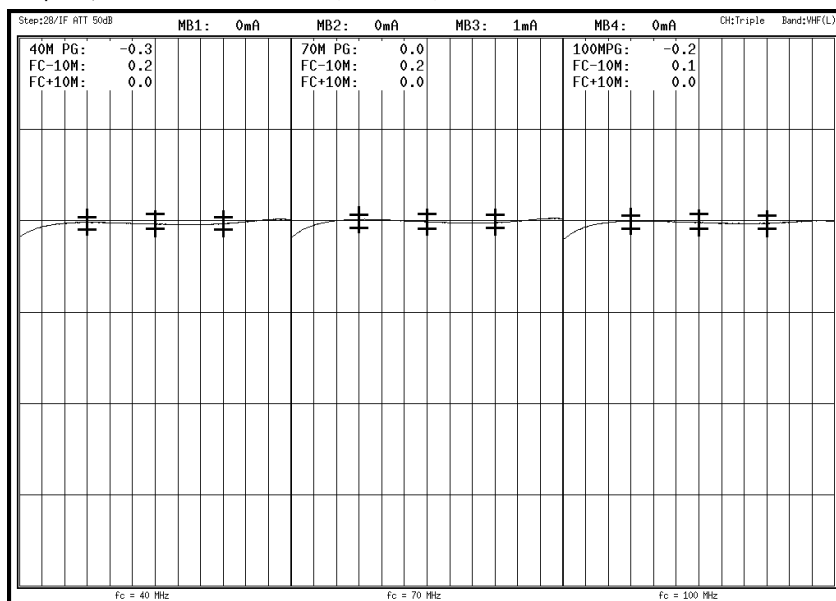 Step:28/IF ATT 50dB MB1: 0mA MB2: 0mA MB3: 1mA MB4: 0mA CH:Triple Band:VHF(L)
40M PG: -0.3 70M PG: 0.0 100MPG: -0.2
FC-10M: 0.2 FC-10M: 0.2 FC-10M: 0.1
FC+10M: 0.0 FC+10M: 0.0 FC+10M: 0.0
fc = 40 MHz fc = 70 MHz fc = 100 MHz